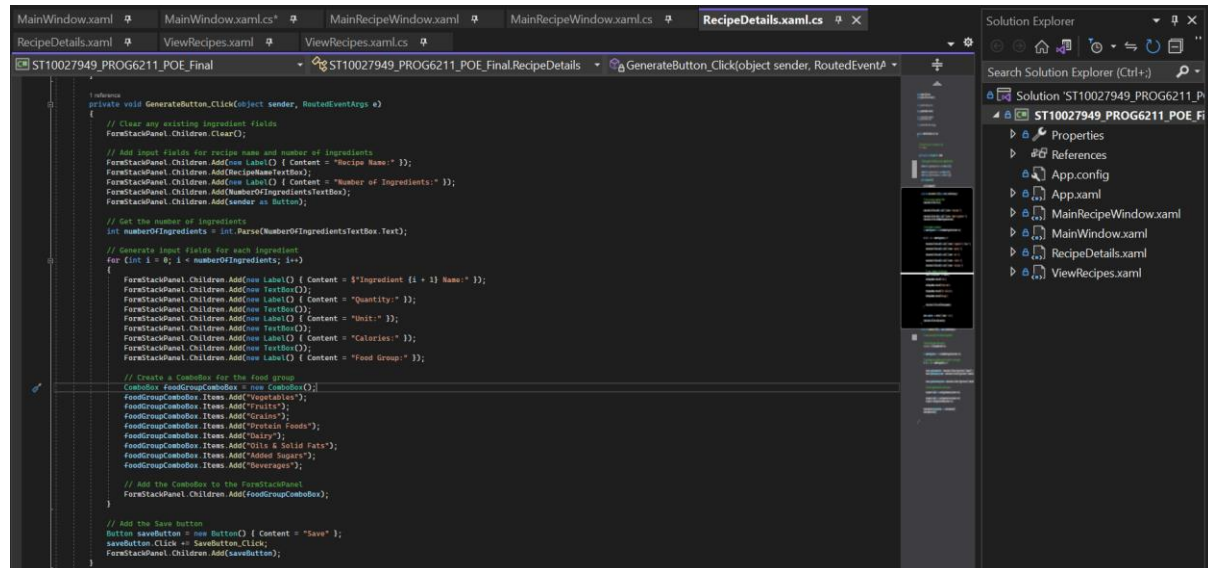 MainWindow.xaml MainWindow.xaml.cs* MainRecipeWindow.xaml MainRecipeWindow.xaml.cs RecipeDetails.xaml.cs
RecipeDetails.xaml ViewRecipes.xaml ViewRecipes.xaml.cs
ST10027949_PROG6211_POE_Final ST10027949_PROG6211_POE_Final.RecipeDetails GenerateButton_Click(object sender, RoutedEventA
1 reference
private void GenerateButton_Click(object sender, RoutedEventArgs e)
{
// Clear any existing ingredient fields
FormStackPanel.Children.Clear();
// Add input fields for recipe name and number of ingredients
FormStackPanel.Children.Add(new Label() { Content = "Recipe Name:" });
FormStackPanel.Children.Add(RecipeNameTextBox);
FormStackPanel.Children.Add(new Label() { Content = "Number of Ingredients:" });
FormStackPanel.Children.Add(NumberOfIngredientsTextBox);
FormStackPanel.Children.Add(sender as Button);
// Get the number of ingredients
int numberOfIngredients = int.Parse(NumberOfIngredientsTextBox.Text);
// Generate input fields for each ingredient
for (int i = 0; i < numberOfIngredients; i++)
{
FormStackPanel.Children.Add(new Label() { Content = $"Ingredient {i + 1} Name:" });
FormStackPanel.Children.Add(new TextBox());
FormStackPanel.Children.Add(new Label() { Content = "Quantity:" });
FormStackPanel.Children.Add(new TextBox());
FormStackPanel.Children.Add(new Label() { Content = "Unit:" });
FormStackPanel.Children.Add(new TextBox());
FormStackPanel.Children.Add(new Label() { Content = "Calories:" });
FormStackPanel.Children.Add(new TextBox());
FormStackPanel.Children.Add(new Label() { Content = "Food Group:" });
// Create a ComboBox for the food group
ComboBox foodGroupComboBox = new ComboBox();
foodGroupComboBox.Items.Add("Vegetables");
foodGroupComboBox.Items.Add("Fruits");
foodGroupComboBox.Items.Add("Grains");
foodGroupComboBox.Items.Add("Protein Foods");
foodGroupComboBox.Items.Add("Dairy");
foodGroupComboBox.Items.Add("Oils & Solid Fats");
foodGroupComboBox.Items.Add("Added Sugars");
foodGroupComboBox.Items.Add("Beverages");
// Add the ComboBox to the FormStackPanel
FormStackPanel.Children.Add(foodGroupComboBox);
}
// Add the Save button
Button saveButton = new Button() { Content = "Save" };
saveButton.Click += SaveButton_Click;
FormStackPanel.Children.Add(saveButton);
}
Solution Explorer
Search Solution Explorer (Ctrl+;)
Solution 'ST10027949_PROG6211_P
ST10027949_PROG6211_POE_Fi
Properties
References
App.config
App.xaml
MainRecipeWindow.xaml
MainWindow.xaml
RecipeDetails.xaml
ViewRecipes.xaml